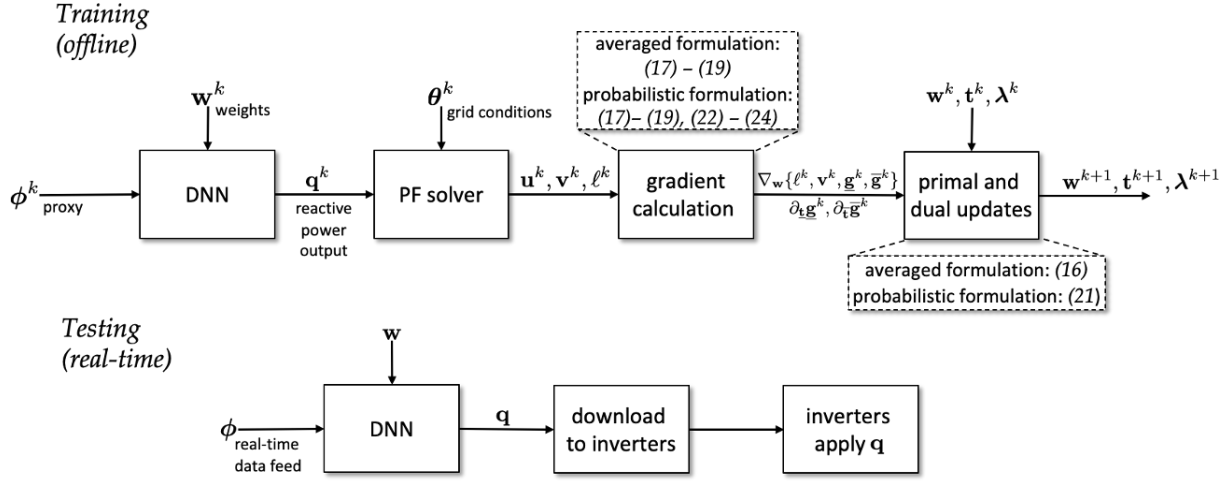 Training
(offline)
averaged formulation:
(17) – (19)
probabilistic formulation:
(17)– (19), (22) – (24)
w^k
weights
θ^k
grid conditions
w^k, t^k, λ^k
ϕ^k
proxy
DNN
q^k
reactive
power
output
PF solver
u^k, v^k, ℓ^k
gradient
calculation
∇_w{ℓ^k, v^k, g̲^k, g̅^k}
∂_t̲ g̲^k, ∂_t̅ g̅^k
primal and
dual updates
w^{k+1}, t^{k+1}, λ^{k+1}
averaged formulation: (16)
probabilistic formulation: (21)
Testing
(real-time)
w
ϕ
real-time
data feed
DNN
q
download
to inverters
inverters
apply q